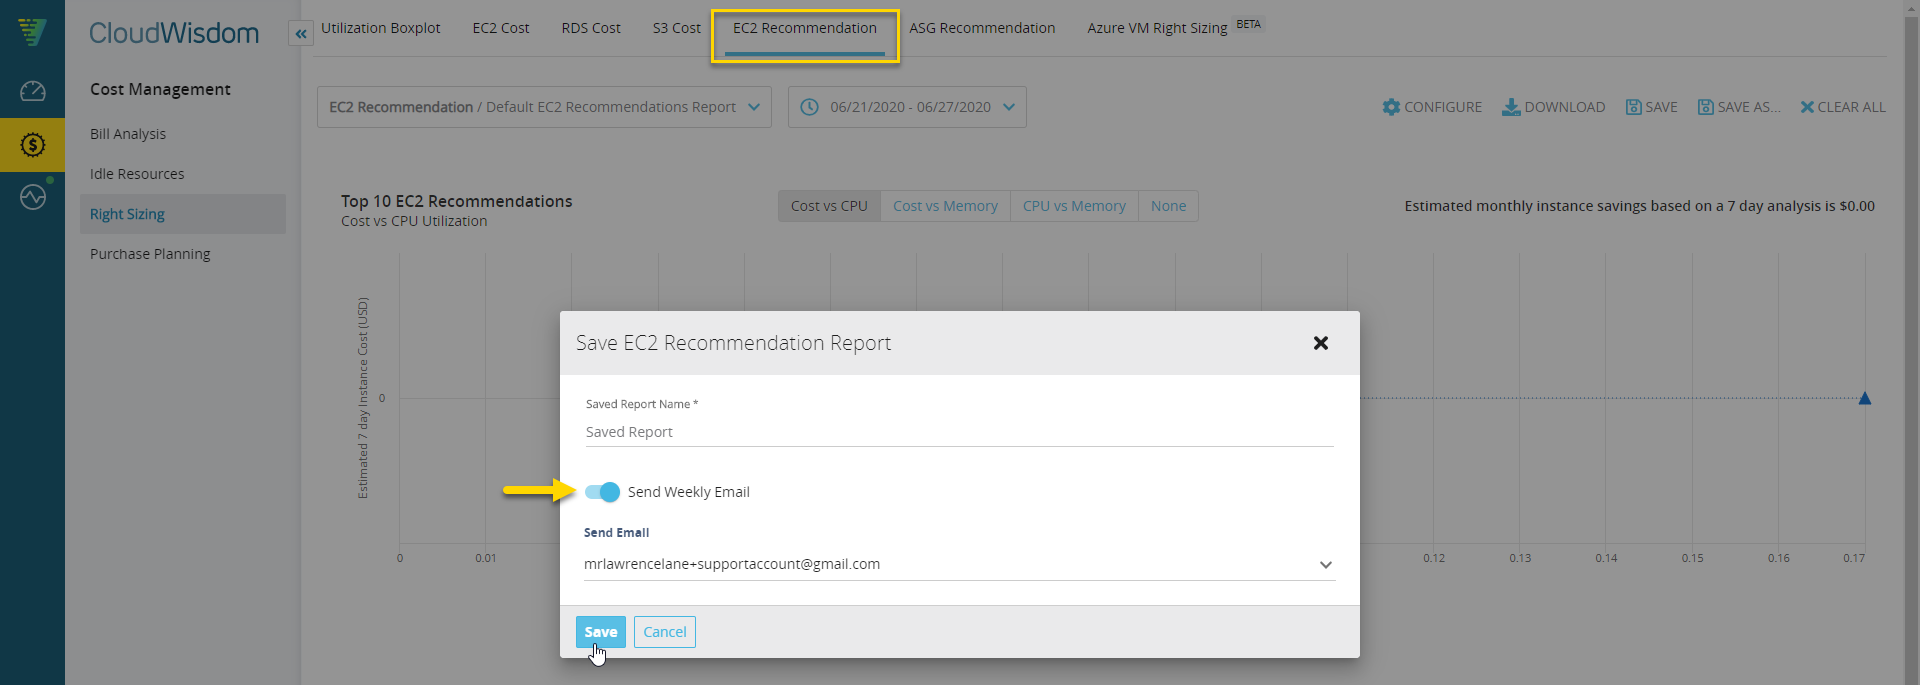 CloudWisdom
«
Utilization Boxplot EC2 Cost RDS Cost S3 Cost EC2 Recommendation ASG Recommendation Azure VM Right Sizing BETA
Cost Management
Bill Analysis
Idle Resources
Right Sizing
Purchase Planning
EC2 Recommendation / Default EC2 Recommendations Report
06/21/2020 - 06/27/2020
CONFIGURE DOWNLOAD SAVE SAVE AS... CLEAR ALL
Top 10 EC2 Recommendations
Cost vs CPU Utilization
Cost vs CPU Cost vs Memory CPU vs Memory None
Estimated monthly instance savings based on a 7 day analysis is $0.00
Estimated 7 day Instance Cost (USD)
0
0 0.01 0.12 0.13 0.14 0.15 0.16 0.17
Save EC2 Recommendation Report
Saved Report Name *
Saved Report
Send Weekly Email
Send Email
mrlawrencelane+supportaccount@gmail.com
Save Cancel